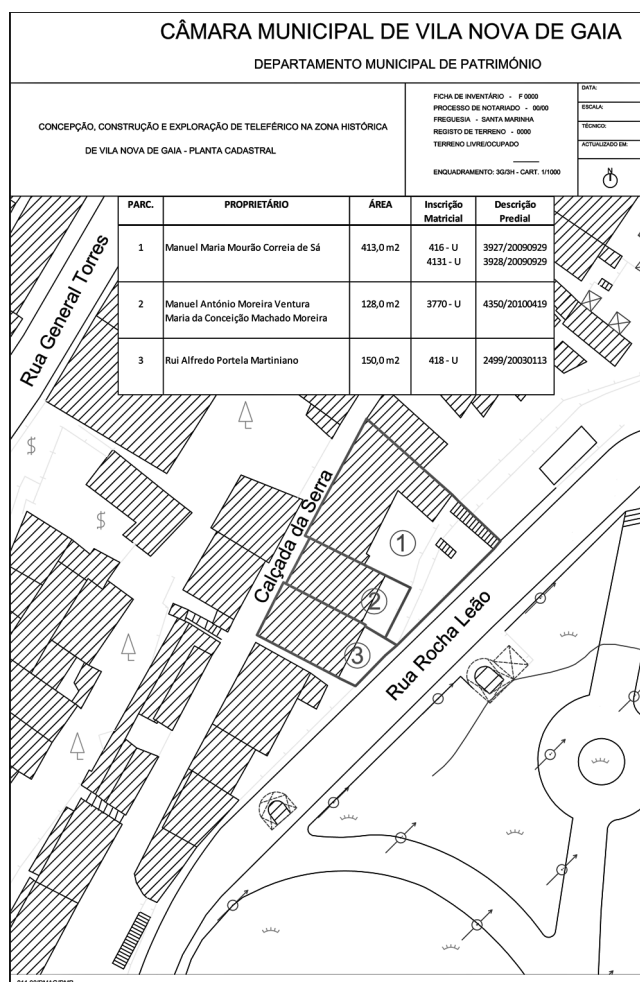 CÂMARA MUNICIPAL DE VILA NOVA DE GAIA
DEPARTAMENTO MUNICIPAL DE PATRIMÓNIO
CONCEPÇÃO, CONSTRUÇÃO E EXPLORAÇÃO DE TELEFÉRICO NA ZONA HISTÓRICA
DE VILA NOVA DE GAIA - PLANTA CADASTRAL
FICHA DE INVENTÁRIO - F 0000
PROCESSO DE NOTARIADO - 00/00
FREGUESIA - SANTA MARINHA
REGISTO DE TERRENO - 0000
TERRENO LIVRE/OCUPADO
ENQUADRAMENTO: 3G/3H - CART. 1/1000
DATA:
ESCALA:
TÉCNICO:
ACTUALIZADO EM:
N
PARC. PROPRIETÁRIO ÁREA Inscrição Matricial Descrição Predial
1 Manuel Maria Mourão Correia de Sá 413,0 m2 416 - U 3927/20090929
4131 - U 3928/20090929
2 Manuel António Moreira Ventura 128,0 m2 3770 - U 4350/20100419
Maria da Conceição Machado Moreira
3 Rui Alfredo Portela Martiniano 150,0 m2 418 - U 2499/20030113
Rua General Torres
Calçada da Serra
1
2
3
Rua Rocha Leão